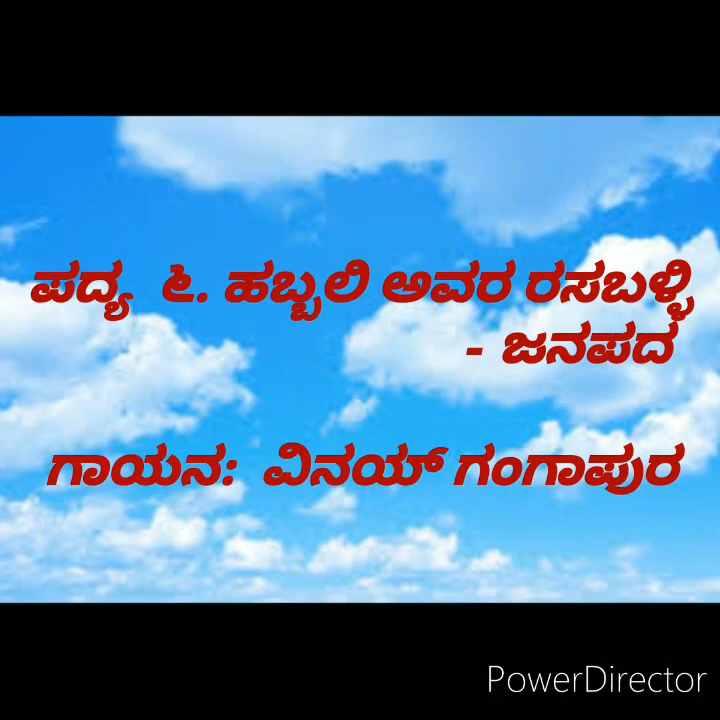 ಪದ್ಯ ೬. ಹಬ್ಬಲಿ ಅವರ ರಸಬಳ್ಳಿ
- ಜನಪದ
ಗಾಯನ: ವಿನಯ್ ಗಂಗಾಪುರ
PowerDirector